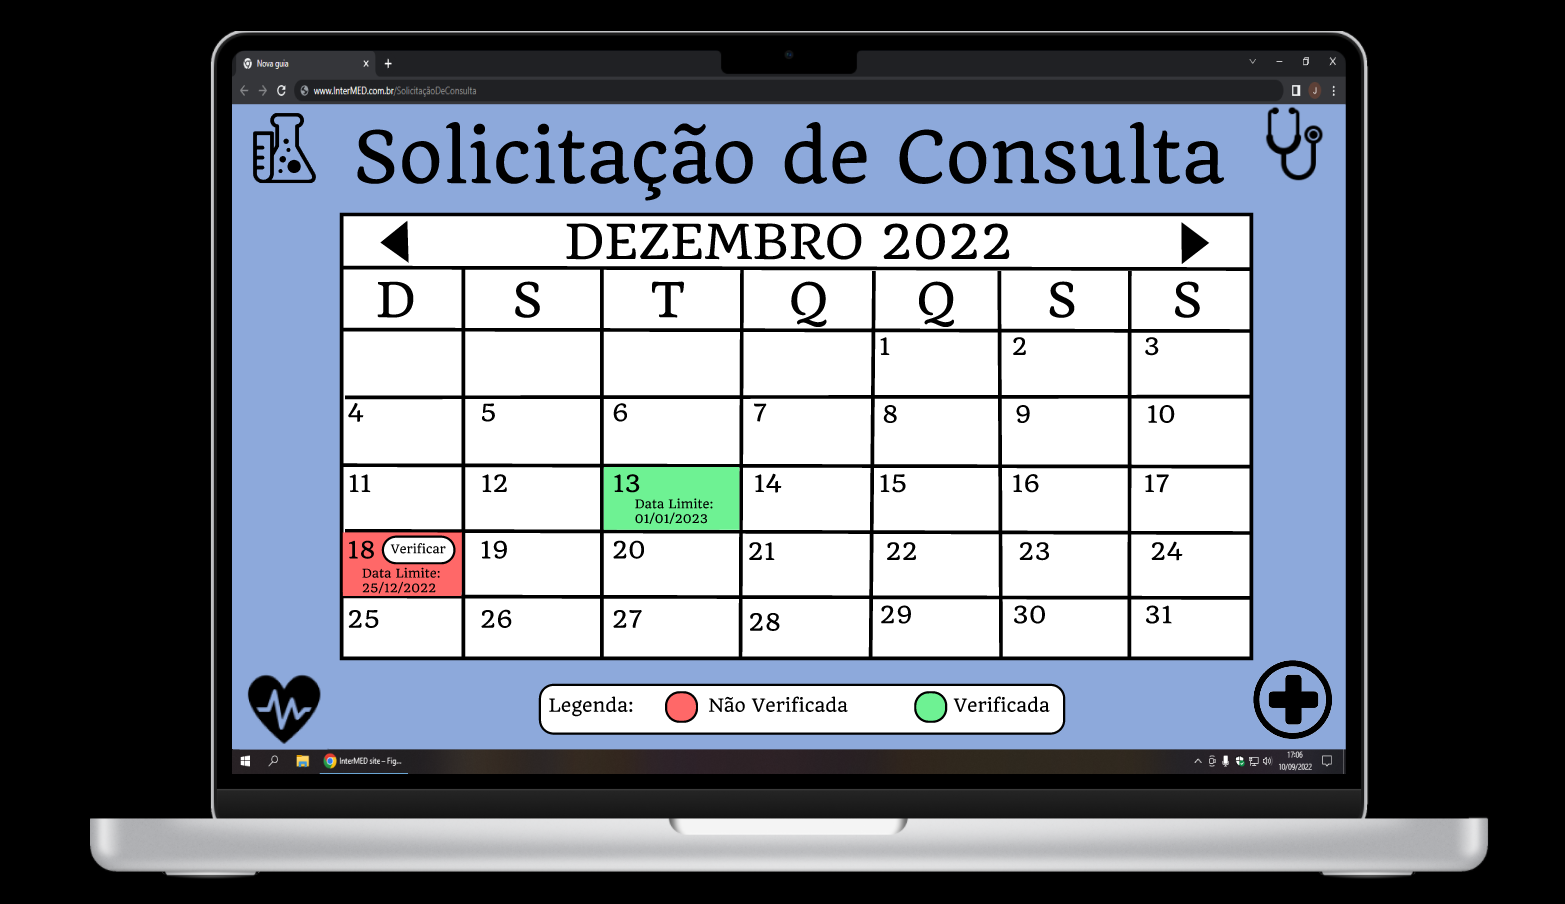 Nova guia
www.InterMED.com.br/SolicitaçãoDeConsulta
J
Solicitação de Consulta
DEZEMBRO 2022
D S T Q Q S S
1 2 3
4 5 6 7 8 9 10
11 12 13 14 15 16 17
Data Limite:
01/01/2023
18 Verificar 19 20 21 22 23 24
Data Limite:
25/12/2022
25 26 27 28 29 30 31
Legenda: Não Verificada Verificada
InterMED site – Fig...
17:06
10/09/2022